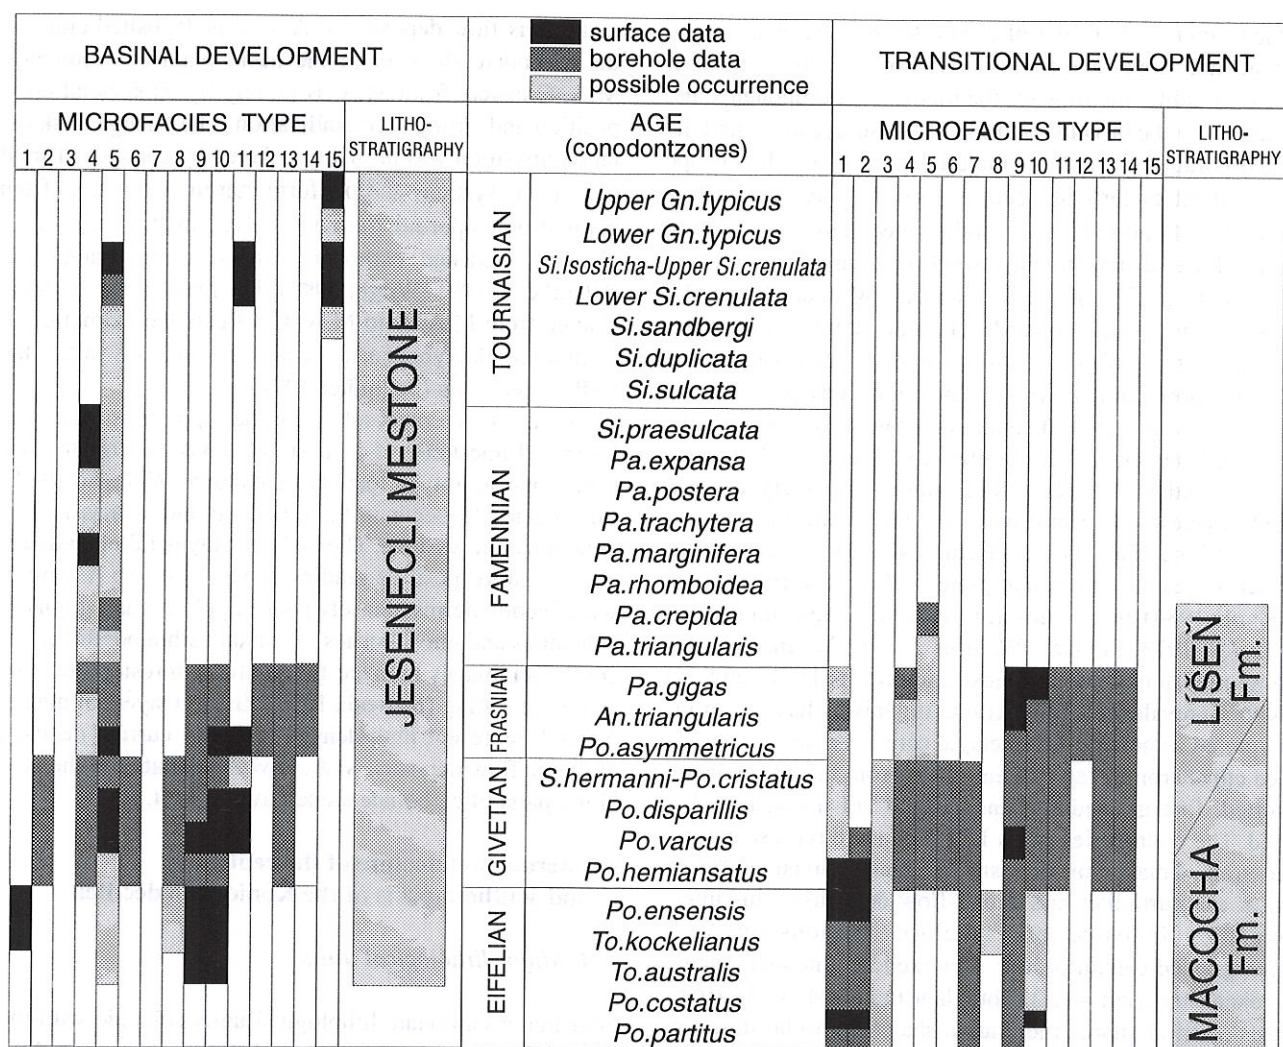 surface data
borehole data
possible occurrence
BASINAL DEVELOPMENT
TRANSITIONAL DEVELOPMENT
MICROFACIES TYPE
1 2 3 4 5 6 7 8 9 10 11 12 13 14 15
LITHO-
STRATIGRAPHY
AGE
(conodontzones)
MICROFACIES TYPE
1 2 3 4 5 6 7 8 9 10 11 12 13 14 15
LITHO-
STRATIGRAPHY
JESENECLI MESTONE
TOURNAISIAN
Upper Gn.typicus
Lower Gn.typicus
Si.Isosticha-Upper Si.crenulata
Lower Si.crenulata
Si.sandbergi
Si.duplicata
Si.sulcata
FAMENNIAN
Si.praesulcata
Pa.expansa
Pa.postera
Pa.trachytera
Pa.marginifera
Pa.rhomboidea
Pa.crepida
Pa.triangularis
FRASNIAN
Pa.gigas
An.triangularis
Po.asymmetricus
GIVETIAN
S.hermanni-Po.cristatus
Po.disparillis
Po.varcus
Po.hemiansatus
EIFELIAN
Po.ensensis
To.kockelianus
To.australis
Po.costatus
Po.partitus
LÍŠEŇ
Fm.
MACOCHA
Fm.